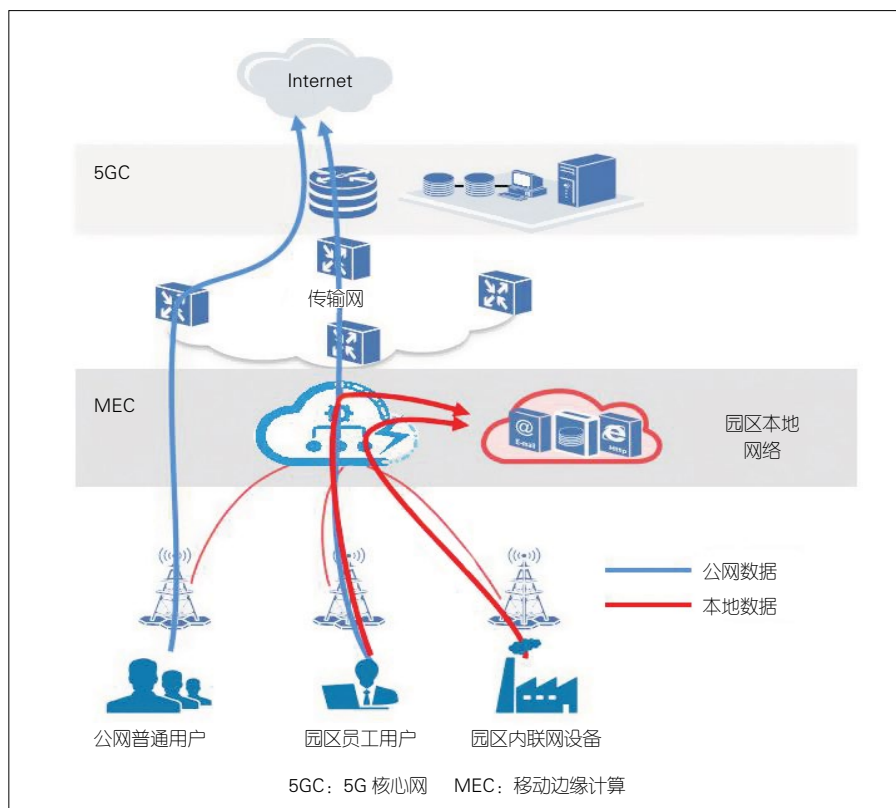 Internet
5GC
传输网
MEC
@
E-mail
Http
园区本地
网络
公网数据
本地数据
公网普通用户
园区员工用户
园区内联网设备
5GC：5G 核心网 MEC：移动边缘计算